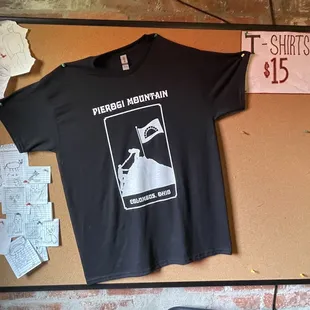 T-SHIRTS
$15
PIEROGI MOUNTAIN
COLUMBUS, OHIO